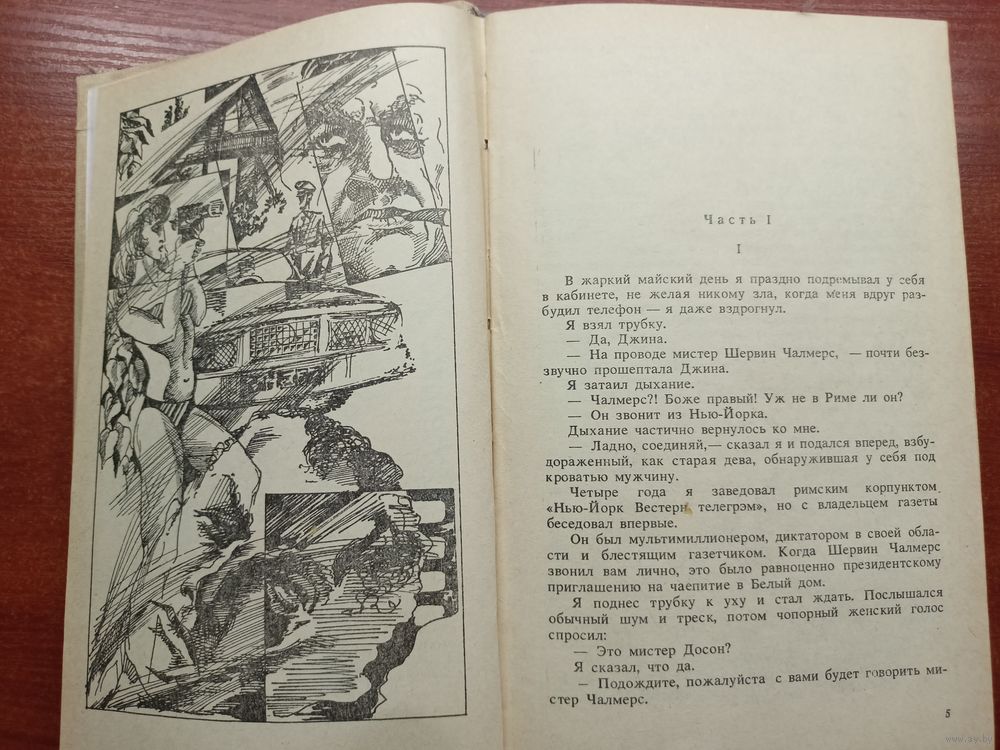 Часть I
I
В жаркий майский день я праздно подремывал у себя
в кабинете, не желая никому зла, когда меня вдруг раз-
будил телефон — я даже вздрогнул.
Я взял трубку.
— Да, Джина.
— На проводе мистер Шервин Чалмерс, — почти без-
звучно прошептала Джина.
Я затаил дыхание.
— Чалмерс?! Боже правый! Уж не в Риме ли он?
— Он звонит из Нью-Йорка.
Дыхание частично вернулось ко мне.
— Ладно, соединяй,— сказал я и подался вперед, взбу-
дораженный, как старая дева, обнаружившая у себя под
кроватью мужчину.
Четыре года я заведовал римским корпунктом
«Нью-Йорк Вестерн телегрэм», но с владельцем газеты
беседовал впервые.
Он был мультимиллионером, диктатором в своей обла-
сти и блестящим газетчиком. Когда Шервин Чалмерс
звонил вам лично, это было равноценно президентскому
приглашению на чаепитие в Белый дом.
Я поднес трубку к уху и стал ждать. Послышался
обычный шум и треск, потом чопорный женский голос
спросил:
— Это мистер Досон?
Я сказал, что да.
— Подождите, пожалуйста с вами будет говорить ми-
стер Чалмерс.
5
www.ay.by